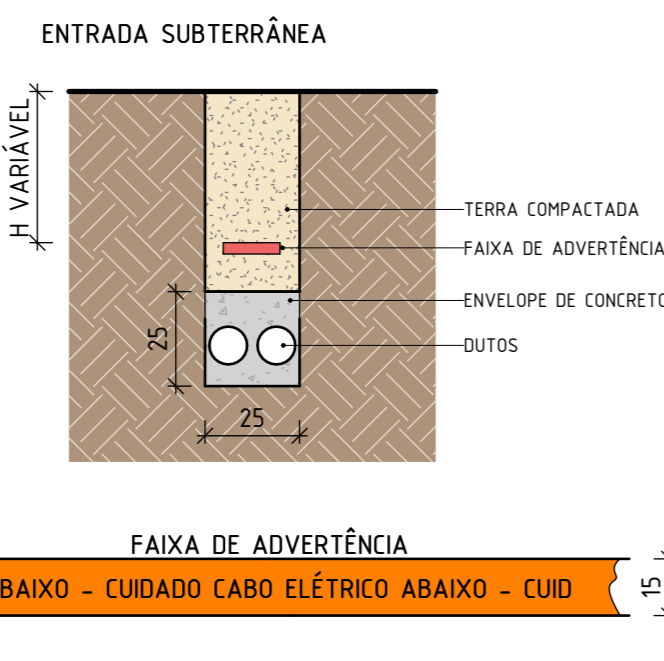 ENTRADA SUBTERRÂNEA
H VARIÁVEL
TERRA COMPACTADA
FAIXA DE ADVERTÊNCIA
ENVELOPE DE CONCRETO
25
DUTOS
25
FAIXA DE ADVERTÊNCIA
BAIXO - CUIDADO CABO ELÉTRICO ABAIXO - CUID
15